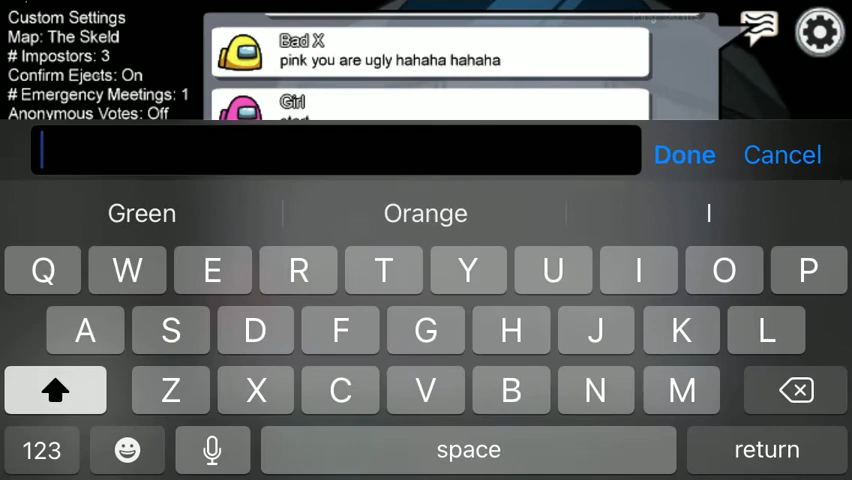 Custom Settings
Map: The Skeld
# Impostors: 3
Confirm Ejects: On
# Emergency Meetings: 1
Anonymous Votes: Off
Bad X
pink you are ugly hahaha hahaha
Girl
Done Cancel
Green Orange I
Q W E R T Y U I O P
A S D F G H J K L
Z X C V B N M
123 space return